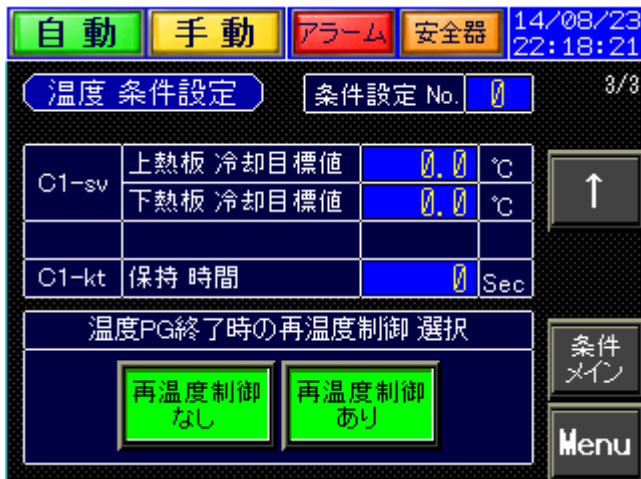 自動 手動 アラーム 安全器 14/08/23
22:18:21
温度 条件設定 条件設定 No. 0 3/3
C1-sv 上熱板 冷却目標値 0.0 ℃
下熱板 冷却目標値 0.0 ℃
↑
C1-kt 保持 時間 0 Sec
温度PG終了時の再温度制御 選択
再温度制御
なし
再温度制御
あり
条件
メイン
Menu